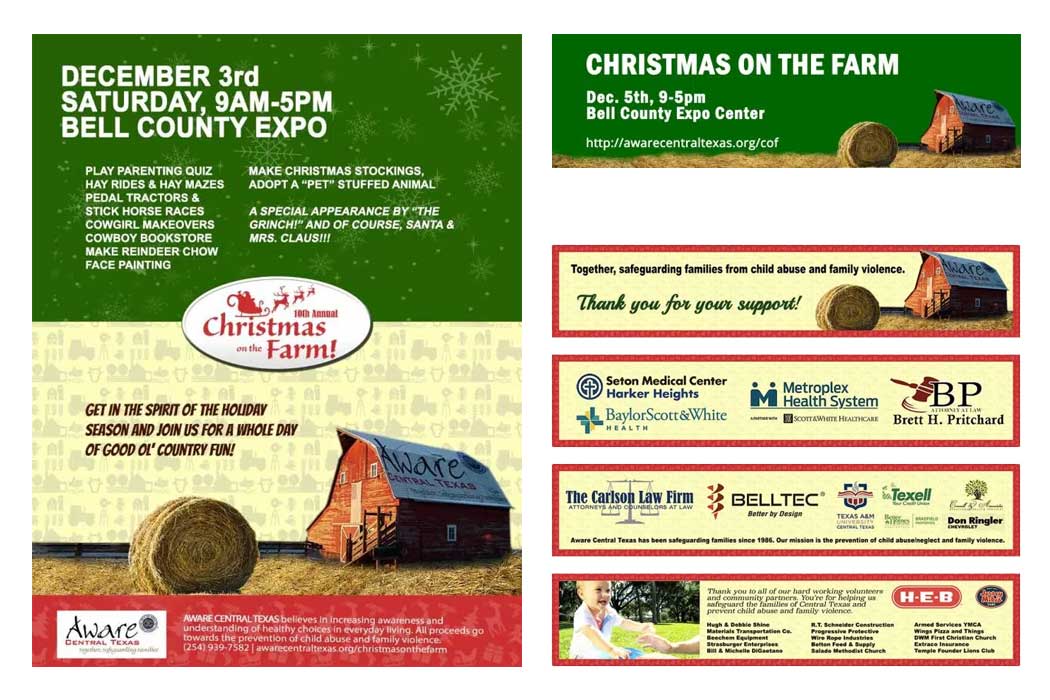 DECEMBER 3rd
SATURDAY, 9AM-5PM
BELL COUNTY EXPO
PLAY PARENTING QUIZ
HAY RIDES & HAY MAZES
PEDAL TRACTORS &
STICK HORSE RACES
COWGIRL MAKEOVERS
COWBOY BOOKSTORE
MAKE REINDEER CHOW
FACE PAINTING
MAKE CHRISTMAS STOCKINGS,
ADOPT A "PET" STUFFED ANIMAL
A SPECIAL APPEARANCE BY "THE
GRINCH!" AND OF COURSE, SANTA &
MRS. CLAUS!!!
10th Annual
Christmas
on the Farm!
GET IN THE SPIRIT OF THE HOLIDAY
SEASON AND JOIN US FOR A WHOLE DAY
OF GOOD OL' COUNTRY FUN!
Aware
CENTRAL TEXAS
Aware
CENTRAL TEXAS
together, safeguarding families
AWARE CENTRAL TEXAS believes in increasing awareness and
understanding of healthy choices in everyday living. All proceeds go
towards the prevention of child abuse and family violence.
(254) 939-7582 | awarecentraltexas.org/christmasonthefarm
CHRISTMAS ON THE FARM
Dec. 5th, 9-5pm
Bell County Expo Center
http://awarecentraltexas.org/cof
Aware
CENTRAL TEXAS
Together, safeguarding families from child abuse and family violence.
Thank you for your support!
Aware
CENTRAL TEXAS
Seton Medical Center
Harker Heights
BaylorScott&White
HEALTH
Metroplex
Health System
A PARTNER WITH SCOTT&WHITE HEALTHCARE
BP
ATTORNEY AT LAW
Brett H. Pritchard
The Carlson Law Firm
ATTORNEYS AND COUNSELORS AT LAW
BELLTEC®
Better by Design
TEXAS A&M
UNIVERSITY
CENTRAL TEXAS
Texell
Your Credit Union
Don Ringler
CHEVROLET
Aware Central Texas has been safeguarding families since 1986. Our mission is the prevention of child abuse/neglect and family violence.
Thank you to all of our hard working volunteers
and community partners. You're for helping us
safeguard the families of Central Texas and
prevent child abuse and family violence.
H-E-B
Hugh & Debbie Shine
Materials Transportation Co.
Beechem Equipment
Strasburger Enterprises
Bill & Michelle DiGaetano
R.T. Schneider Construction
Progressive Protective
Wire Rope Industries
Belton Feed & Supply
Salado Methodist Church
Armed Services YMCA
Wings Pizza and Things
DWM First Christian Church
Extraco Insurance
Temple Founder Lions Club